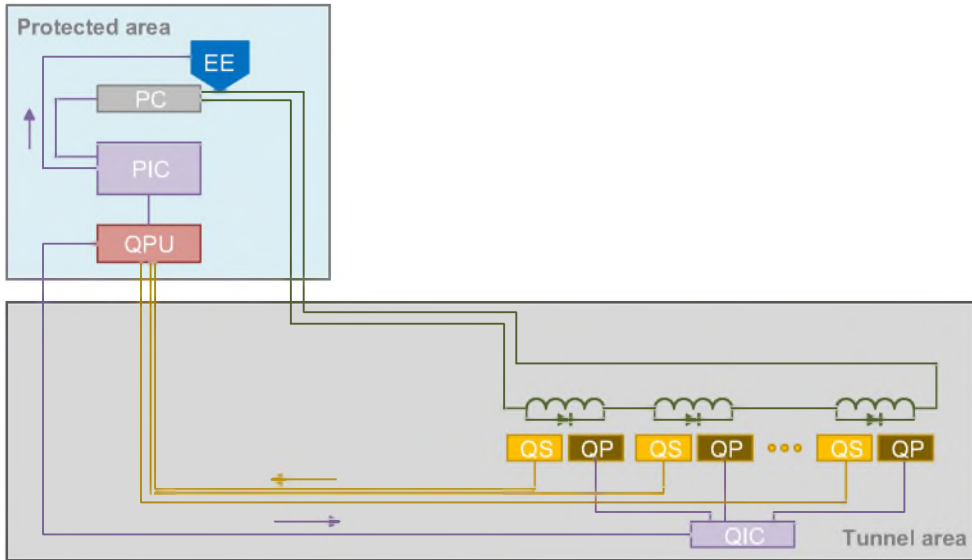 Protected area
EE
PC
PIC
QPU
QS QP QS QP QS QP
QIC
Tunnel area